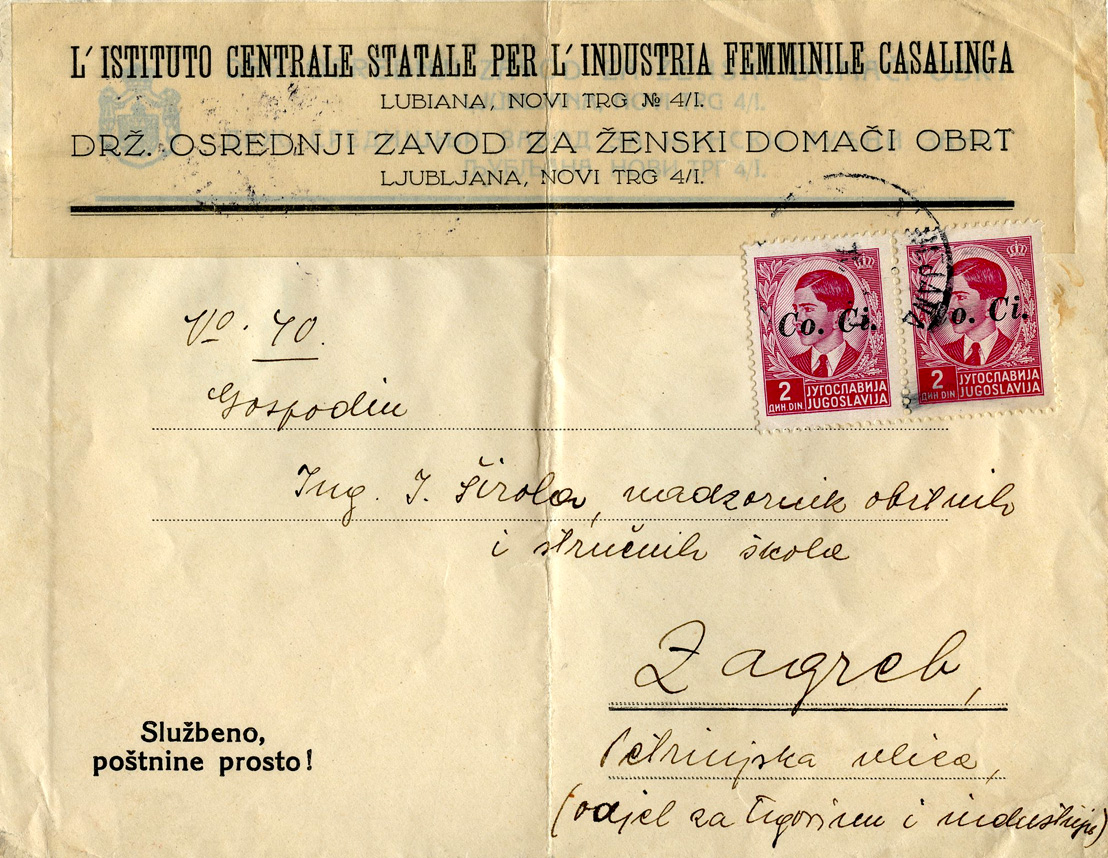 L´ISTITUTO CENTRALE STATALE PER L´INDUSTRIA FEMMINILE CASALINGA
LUBIANA, NOVI TRG № 4/I.
DRŽ. OSREDNJI ZAVOD ZA ŽENSKI DOMAČI OBRT
LJUBLJANA, NOVI TRG 4/I.
Co. Ci.
2
ДИН DIN
ЈУГОСЛАВИЈА
JUGOSLAVIJA
Co. Ci.
2
ДИН DIN
ЈУГОСЛАВИЈА
JUGOSLAVIJA
No. 40.
Gospodin
Ing. J. Širola, nadzornik obrtnih
i stručnih škola
Zagreb,
Petrinjska ulica,
(odjel za trgovinu i industriju)
Službeno,
poštnine prosto!